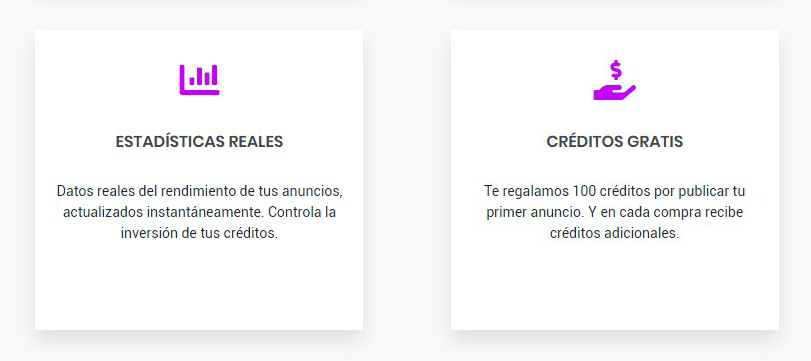 ESTADÍSTICAS REALES
Datos reales del rendimiento de tus anuncios,
actualizados instantáneamente. Controla la
inversión de tus créditos.
$
CRÉDITOS GRATIS
Te regalamos 100 créditos por publicar tu
primer anuncio. Y en cada compra recibe
créditos adicionales.